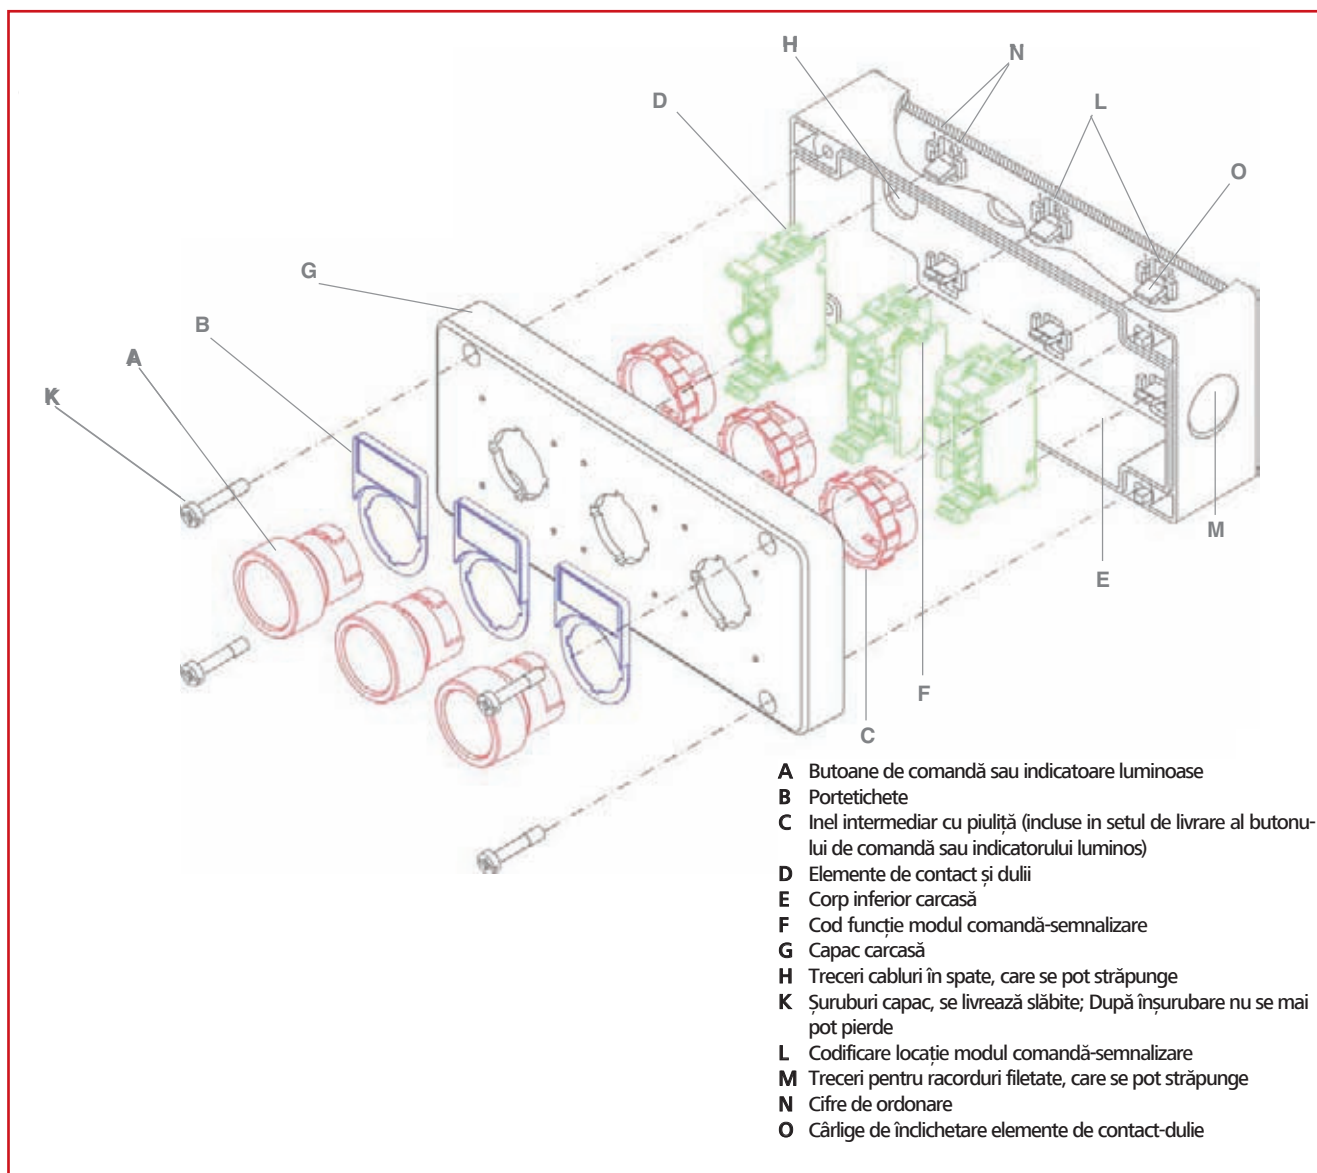 H
N
D
L
O
G
B
A
K
M
E
F
C
A Butoane de comandă sau indicatoare luminoase
B Portetichete
C Inel intermediar cu piuliță (incluse in setul de livrare al butonu-
lui de comandă sau indicatorului luminos)
D Elemente de contact și dulii
E Corp inferior carcasă
F Cod funcție modul comandă-semnalizare
G Capac carcasă
H Treceri cabluri în spate, care se pot străpunge
K Șuruburi capac, se livrează slăbite; După înșurubare nu se mai
pot pierde
L Codificare locație modul comandă-semnalizare
M Treceri pentru racorduri filetate, care se pot străpunge
N Cifre de ordonare
O Cârlige de înclichetare elemente de contact-dulie